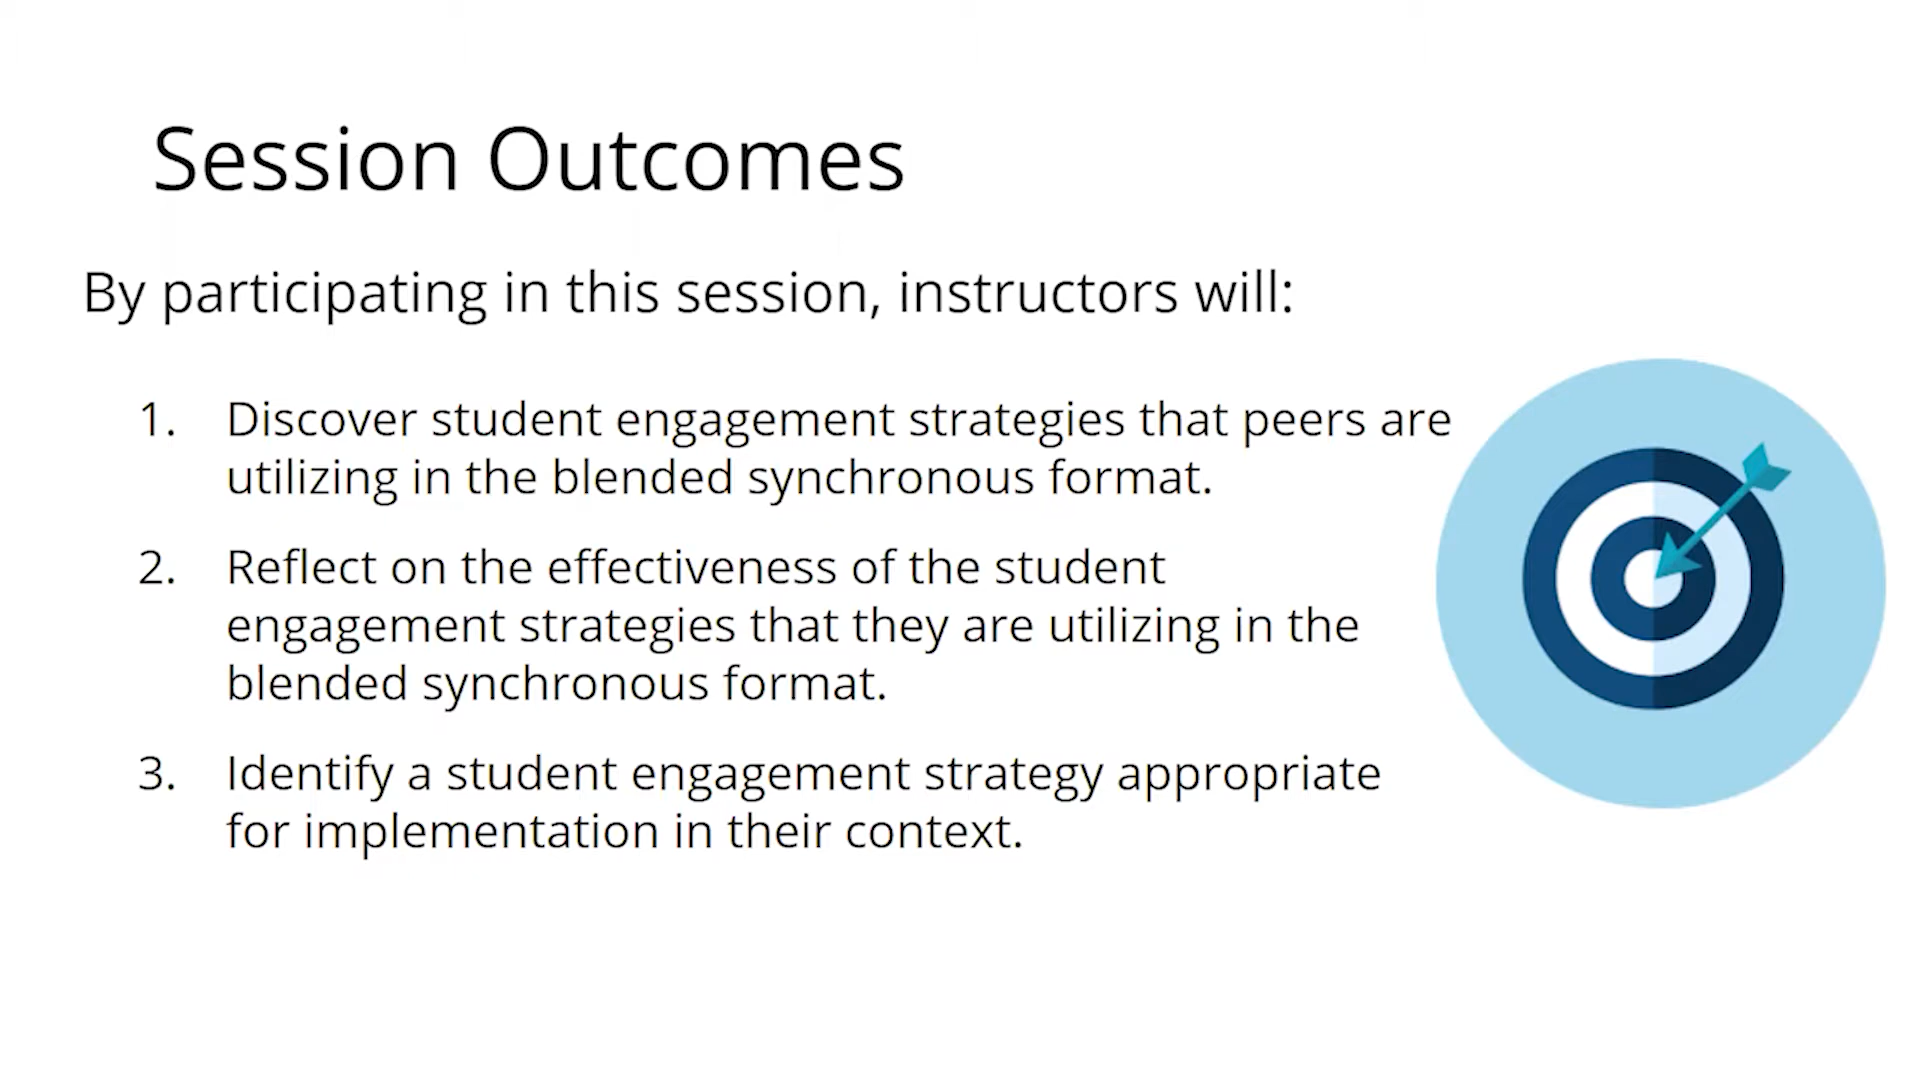 Session Outcomes
By participating in this session, instructors will:
1. Discover student engagement strategies that peers are
utilizing in the blended synchronous format.
2. Reflect on the effectiveness of the student
engagement strategies that they are utilizing in the
blended synchronous format.
3. Identify a student engagement strategy appropriate
for implementation in their context.